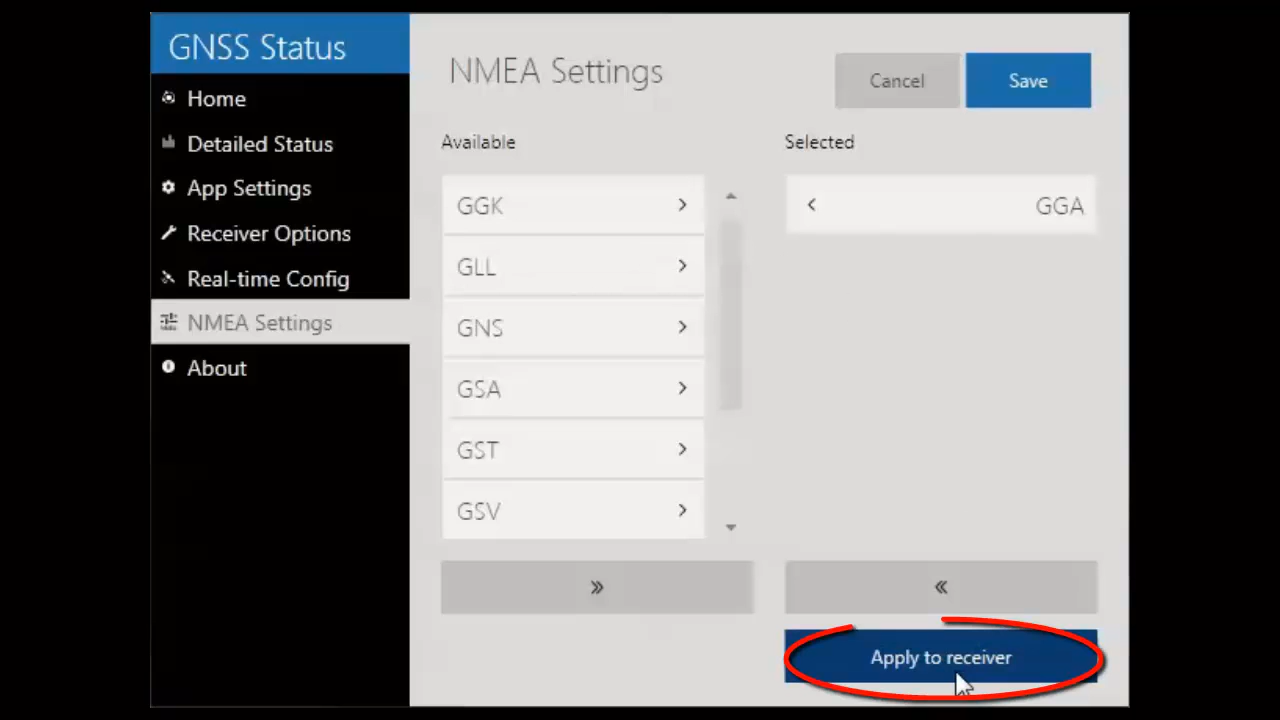 GNSS Status
Home
Detailed Status
App Settings
Receiver Options
Real-time Config
NMEA Settings
About
NMEA Settings
Cancel
Save
Available
GGK
GLL
GNS
GSA
GST
GSV
»
Selected
GGA
«
Apply to receiver